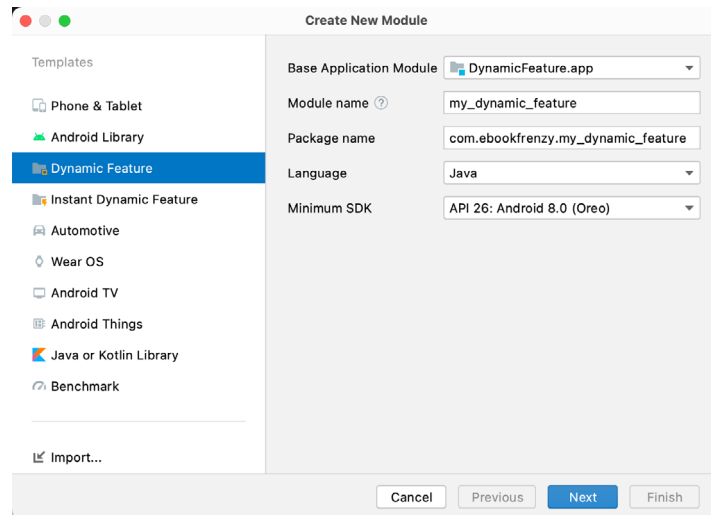 Create New Module
Templates
Phone & Tablet
Android Library
Dynamic Feature
Instant Dynamic Feature
Automotive
Wear OS
Android TV
Android Things
Java or Kotlin Library
Benchmark
Import...
Base Application Module DynamicFeature.app
Module name ? my_dynamic_feature
Package name com.ebookfrenzy.my_dynamic_feature
Language Java
Minimum SDK API 26: Android 8.0 (Oreo)
Cancel Previous Next Finish